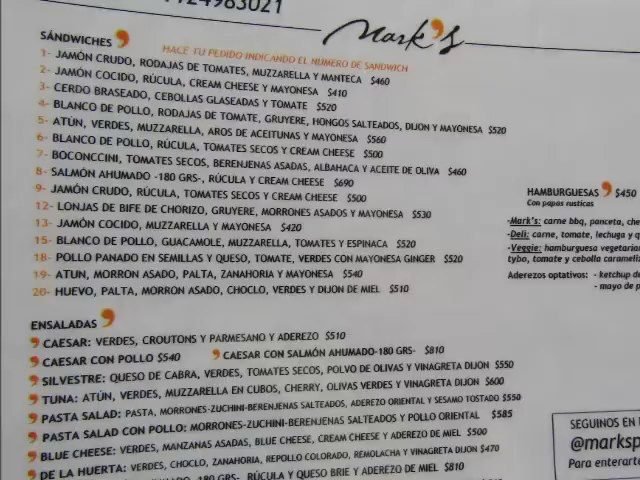 24983021
Mark's
SÁNDWICHES
HACE TU PEDIDO INDICANDO EL NUMERO DE SANDWICH
1- JAMÓN CRUDO, RODAJAS DE TOMATES, MUZZARELLA Y MANTECA $460
2- JAMÓN COCIDO, RÚCULA, CREAM CHEESE Y MAYONESA $410
3- CERDO BRASEADO, CEBOLLAS GLASEADAS Y TOMATE $520
4- BLANCO DE POLLO, RODAJAS DE TOMATE, GRUYERE, HONGOS SALTEADOS, DIJON Y MAYONESA $520
5- ATÚN, VERDES, MUZZARELLA, AROS DE ACEITUNAS Y MAYONESA $560
6- BLANCO DE POLLO, RÚCULA, TOMATES SECOS Y CREAM CHEESE $500
7- BOCONCCINI, TOMATES SECOS, BERENJENAS ASADAS, ALBAHACA Y ACEITE DE OLIVA $460
8- SALMÓN AHUMADO -180 GRS-, RÚCULA Y CREAM CHEESE $690
9- JAMÓN CRUDO, RÚCULA, TOMATES SECOS Y CREAM CHEESE $500
12- LONJAS DE BIFE DE CHORIZO, GRUYERE, MORRONES ASADOS Y MAYONESA $530
13- JAMÓN COCIDO, MUZZARELLA Y MAYONESA $420
15- BLANCO DE POLLO, GUACAMOLE, MUZZARELLA, TOMATES Y ESPINACA $520
18- POLLO PANADO EN SEMILLAS Y QUESO, TOMATE, VERDES CON MAYONESA GINGER $520
19- ATUN, MORRON ASADO, PALTA, ZANAHORIA Y MAYONESA $540
20- HUEVO, PALTA, MORRON ASADO, CHOCLO, VERDES Y DIJON DE MIEL $510
HAMBURGUESAS $450
Con papas rusticas
-Mark's: carne bbq, panceta, che
-Deli: carne, tomate, lechuga y q
-Veggie: hamburguesa vegetarian
tybo, tomate y cebolla carameliz
Aderezos optativos: - ketchup d
- mayo de p
ENSALADAS
CAESAR: VERDES, CROUTONS Y PARMESANO Y ADEREZO $510
CAESAR CON POLLO $540 CAESAR CON SALMÓN AHUMADO-180 GRS- $810
SILVESTRE: QUESO DE CABRA, VERDES, TOMATES SECOS, POLVO DE OLIVAS Y VINAGRETA DIJON $550
TUNA: ATÚN, VERDES, MUZZARELLA EN CUBOS, CHERRY, OLIVAS VERDES Y VINAGRETA DIJON $600
PASTA SALAD: PASTA, MORRONES-ZUCHINI-BERENJENAS SALTEADOS, ADEREZO ORIENTAL Y SESAMO TOSTADO $550
PASTA SALAD CON POLLO: MORRONES-ZUCHINI-BERENJENAS SALTEADOS Y POLLO ORIENTAL $585
BLUE CHEESE: VERDES, MANZANAS ASADAS, BLUE CHEESE, CREAM CHEESE Y ADEREZO DE MIEL $500
DE LA HUERTA: VERDES, CHOCLO, ZANAHORIA, REPOLLO COLORADO, REMOLACHA Y VINAGRETA DIJON $470
AHUMADO -180 GRS- RÚCULA Y QUESO BRIE Y ADEREZO DE MIEL $810
SEGUINOS EN
@marksp
Para enterarte